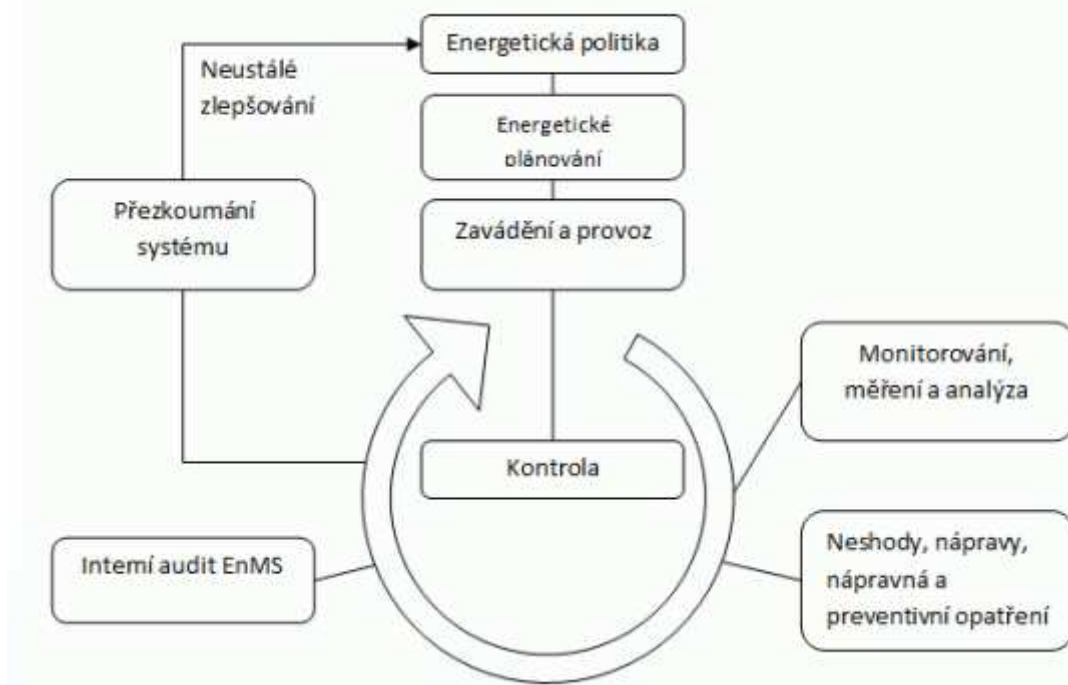 Energetická politika
Neustálé
zlepšování
Energetické
plánování
Přezkoumání
systému
Zavádění a provoz
Monitorování,
měření a analýza
Kontrola
Interní audit EnMS
Neshody, nápravy,
nápravná a
preventivní opatření